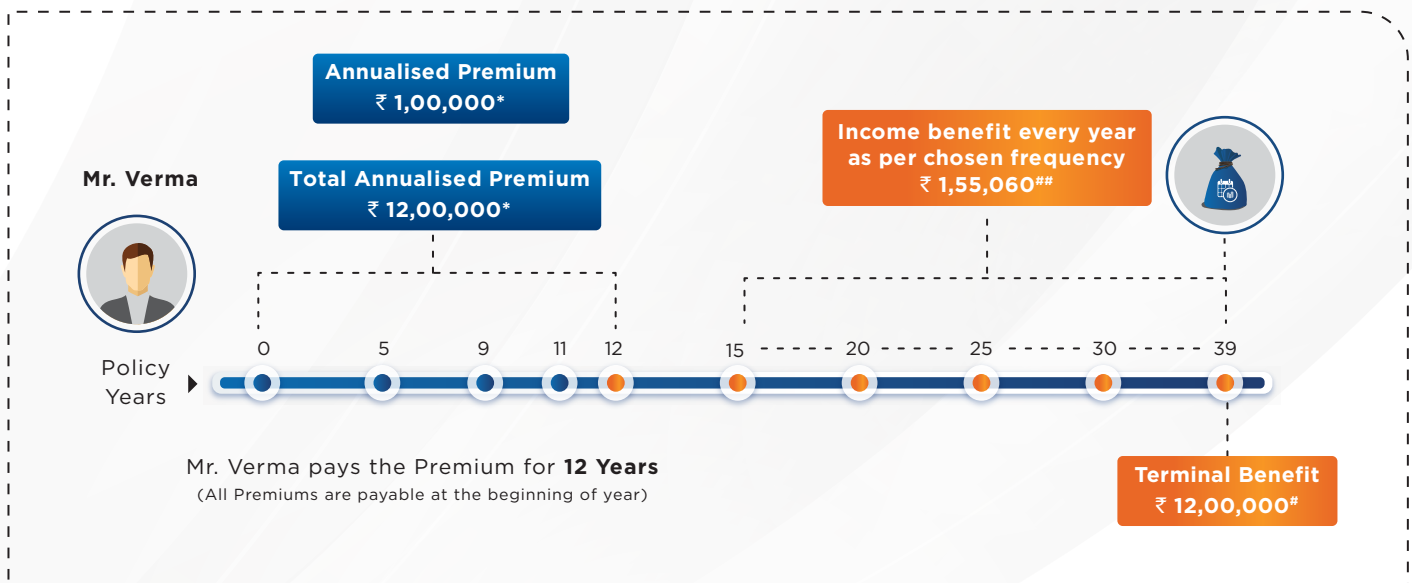 Annualised Premium
₹ 1,00,000*
Mr. Verma
Total Annualised Premium
₹ 12,00,000*
Income benefit every year
as per chosen frequency
₹ 1,55,060##
Policy
Years
0 5 9 11 12 15 20 25 30 39
Mr. Verma pays the Premium for 12 Years
(All Premiums are payable at the beginning of year)
Terminal Benefit
₹ 12,00,000#